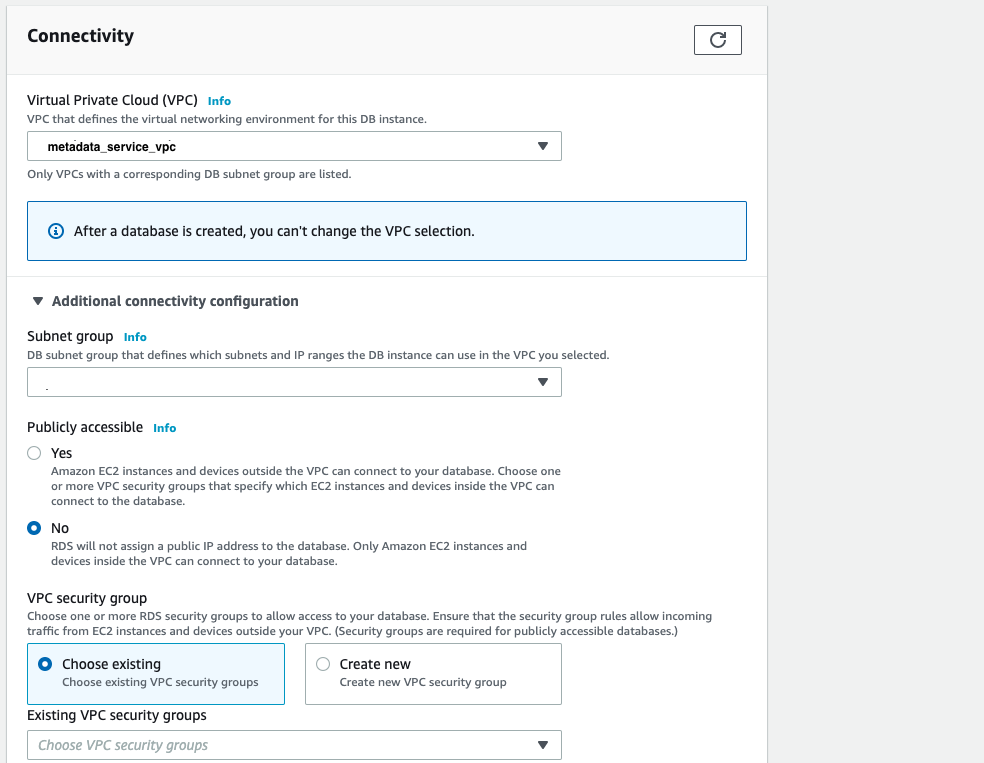 Connectivity
Virtual Private Cloud (VPC) Info
VPC that defines the virtual networking environment for this DB instance.
metadata_service_vpc
Only VPCs with a corresponding DB subnet group are listed.
After a database is created, you can't change the VPC selection.
Additional connectivity configuration
Subnet group Info
DB subnet group that defines which subnets and IP ranges the DB instance can use in the VPC you selected.
.
Publicly accessible Info
Yes
Amazon EC2 instances and devices outside the VPC can connect to your database. Choose one
or more VPC security groups that specify which EC2 instances and devices inside the VPC can
connect to the database.
No
RDS will not assign a public IP address to the database. Only Amazon EC2 instances and
devices inside the VPC can connect to your database.
VPC security group
Choose one or more RDS security groups to allow access to your database. Ensure that the security group rules allow incoming
traffic from EC2 instances and devices outside your VPC. (Security groups are required for publicly accessible databases.)
Choose existing
Choose existing VPC security groups
Create new
Create new VPC security group
Existing VPC security groups
Choose VPC security groups